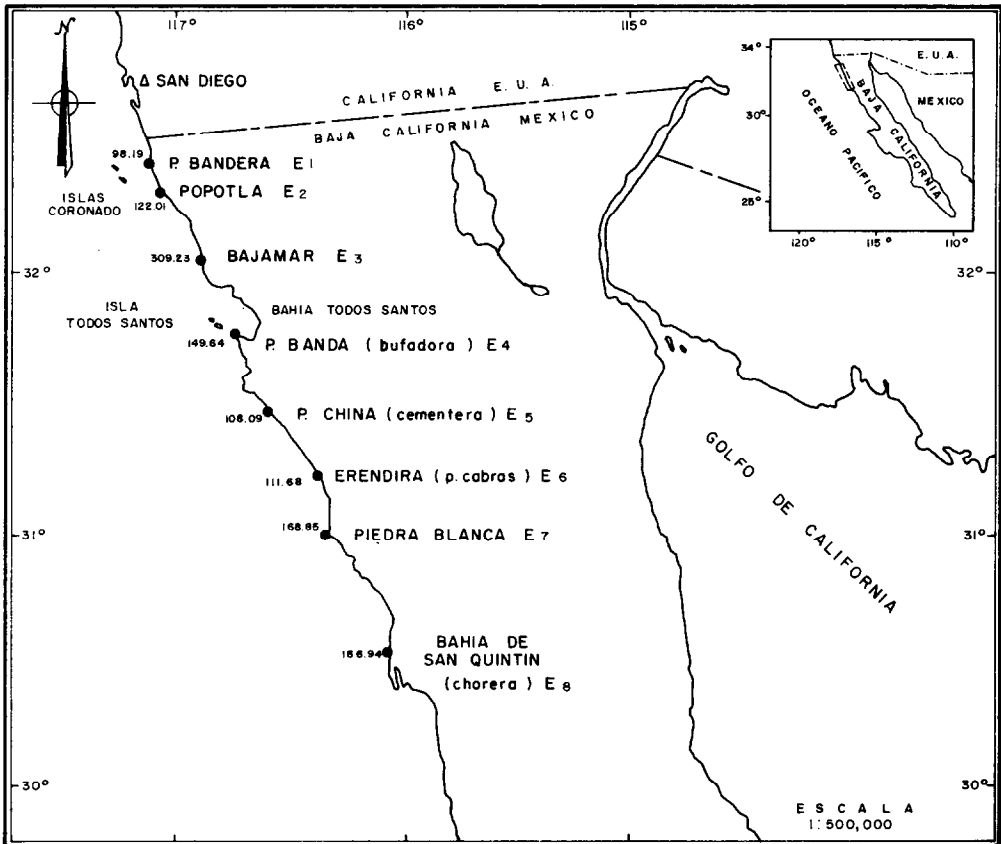 117°
116°
115°
N
Δ SAN DIEGO
CALIFORNIA E. U. A.
BAJA CALIFORNIA MEXICO
98.19
P. BANDERA E1
ISLAS
CORONADO
122.01
POPOTLA E2
309.23
BAJAMAR E3
32°
32°
ISLA
TODOS SANTOS
BAHIA TODOS SANTOS
149.64
P. BANDA (bufadora) E4
108.09
P. CHINA (cementera) E5
111.68
ERENDIRA (p. cabras) E6
168.85
PIEDRA BLANCA E7
31°
31°
GOLFO DE CALIFORNIA
186.94
BAHIA DE
SAN QUINTIN
(chorera) E8
30°
30°
ESCALA
1:500,000
34°
30°
25°
120°
115°
110°
E. U. A.
MEXICO
BAJA CALIFORNIA
OCEANO PACIFICO